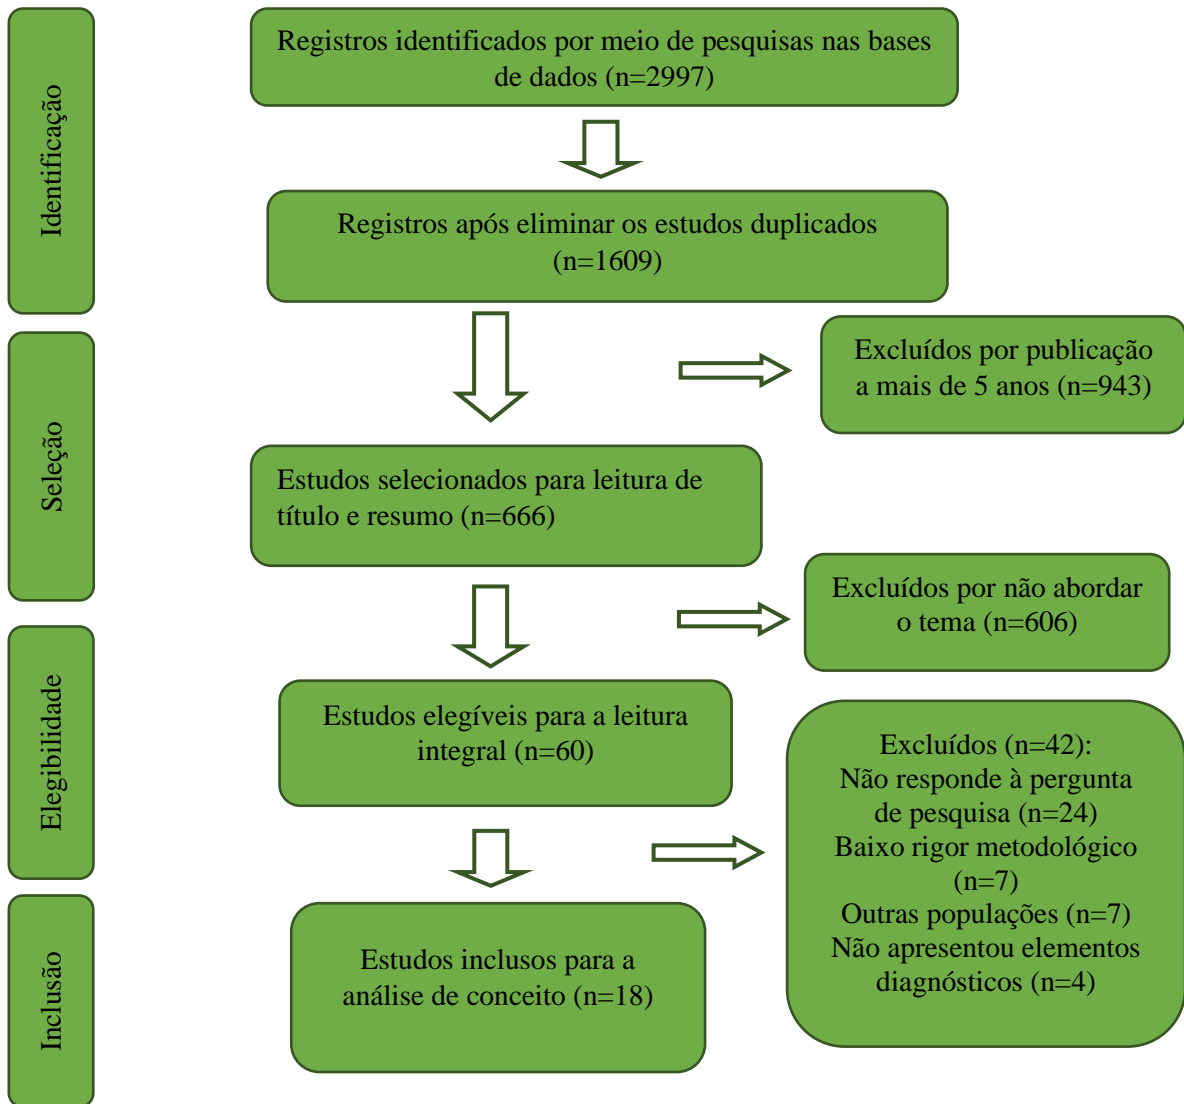 Identificação
Registros identificados por meio de pesquisas nas bases
de dados (n=2997)
Registros após eliminar os estudos duplicados
(n=1609)
Seleção
Excluídos por publicação
a mais de 5 anos (n=943)
Estudos selecionados para leitura de
título e resumo (n=666)
Excluídos por não abordar
o tema (n=606)
Elegibilidade
Estudos elegíveis para a leitura
integral (n=60)
Excluídos (n=42):
Não responde à pergunta
de pesquisa (n=24)
Baixo rigor metodológico
(n=7)
Outras populações (n=7)
Não apresentou elementos
diagnósticos (n=4)
Inclusão
Estudos inclusos para a
análise de conceito (n=18)